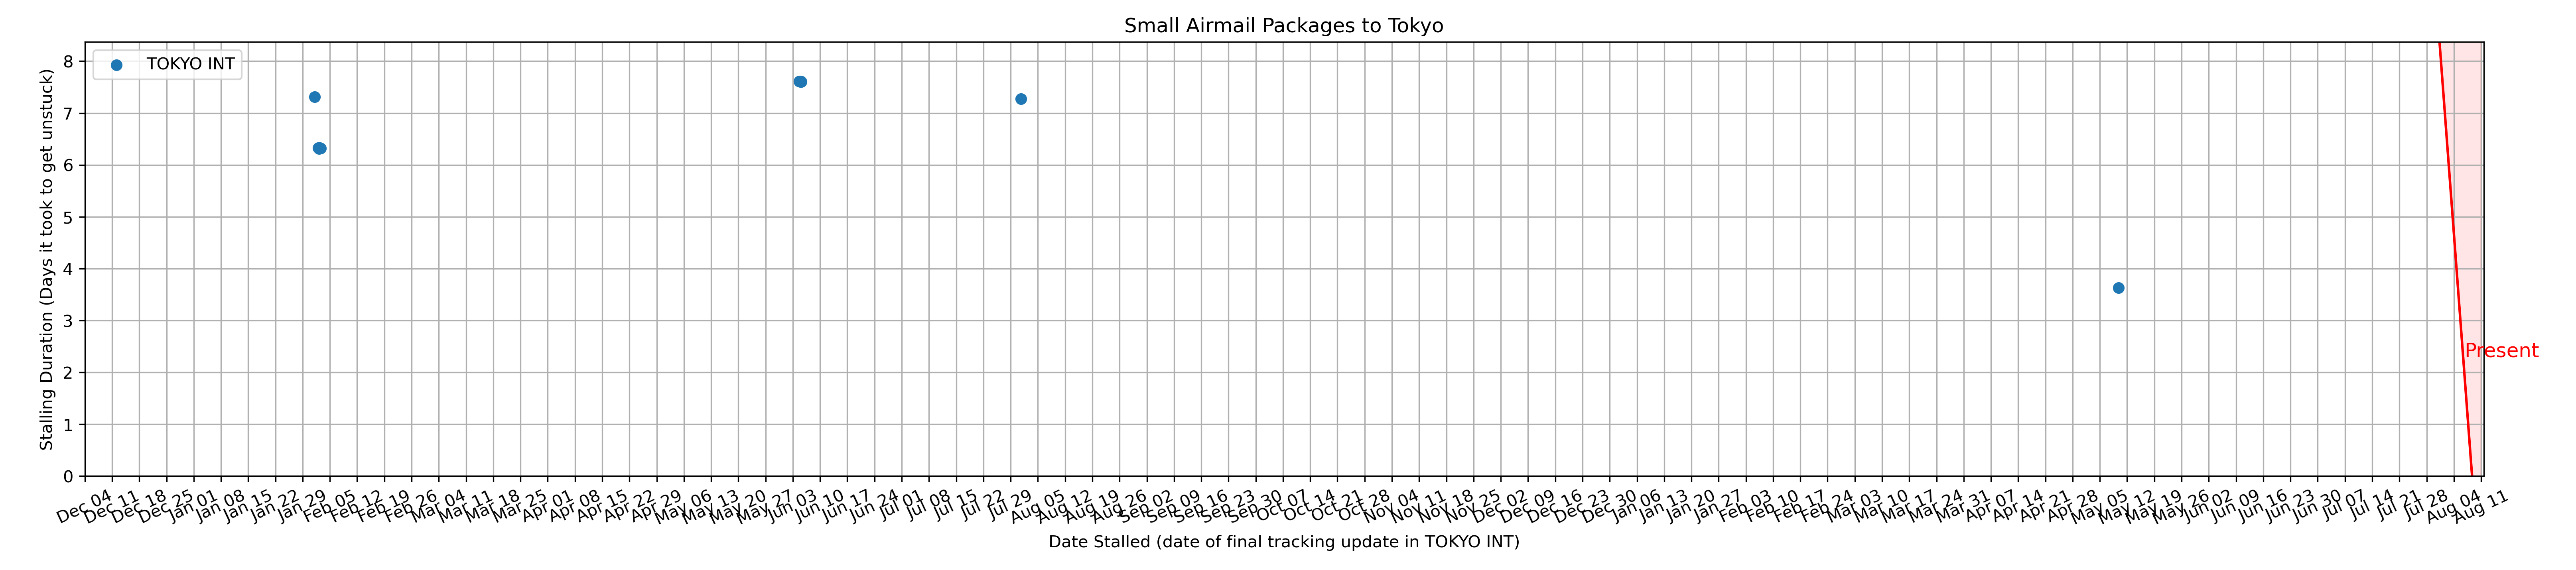 Small Airmail Packages to Tokyo
TOKYO INT
Stalling Duration (Days it took to get unstuck)
8
7
6
5
4
3
2
1
0
Present
Dec 04
Dec 11
Dec 18
Dec 25
Jan 01
Jan 08
Jan 15
Jan 22
Jan 29
Feb 05
Feb 12
Feb 19
Feb 26
Mar 04
Mar 11
Mar 18
Mar 25
Apr 01
Apr 08
Apr 15
Apr 22
Apr 29
May 06
May 13
May 20
May 27
Jun 03
Jun 10
Jun 17
Jun 24
Jul 01
Jul 08
Jul 15
Jul 22
Jul 29
Aug 05
Aug 12
Aug 19
Aug 26
Sep 02
Sep 09
Sep 16
Sep 23
Sep 30
Oct 07
Oct 14
Oct 21
Oct 28
Nov 04
Nov 11
Nov 18
Nov 25
Dec 02
Dec 09
Dec 16
Dec 23
Dec 30
Jan 06
Jan 13
Jan 20
Jan 27
Feb 03
Feb 10
Feb 17
Feb 24
Mar 03
Mar 10
Mar 17
Mar 24
Mar 31
Apr 07
Apr 14
Apr 21
Apr 28
May 05
May 12
May 19
May 26
Jun 02
Jun 09
Jun 16
Jun 23
Jun 30
Jul 07
Jul 14
Jul 21
Jul 28
Aug 04
Aug 11
Date Stalled (date of final tracking update in TOKYO INT)